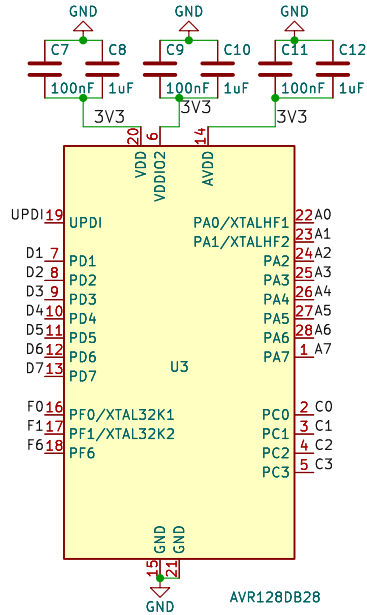 GND GND GND
C7 C8 C9 C10 C11 C12
100nF 1uF 100nF 1uF 100nF 1uF
3V3 3V3 3V3
20 6 14
VDD VDDIO2 AVDD
UPDI 19 UPDI PA0/XTALHF1 22 A0
PA1/XTALHF2 23 A1
D1 7 PD1 PA2 24 A2
D2 8 PD2 PA3 25 A3
D3 9 PD3 PA4 26 A4
D4 10 PD4 PA5 27 A5
D5 11 PD5 PA6 28 A6
D6 12 PD6 PA7 1 A7
D7 13 PD7
U3
F0 16 PF0/XTAL32K1 PC0 2 C0
F1 17 PF1/XTAL32K2 PC1 3 C1
F6 18 PF6 PC2 4 C2
PC3 5 C3
GND GND
15 21
GND
AVR128DB28